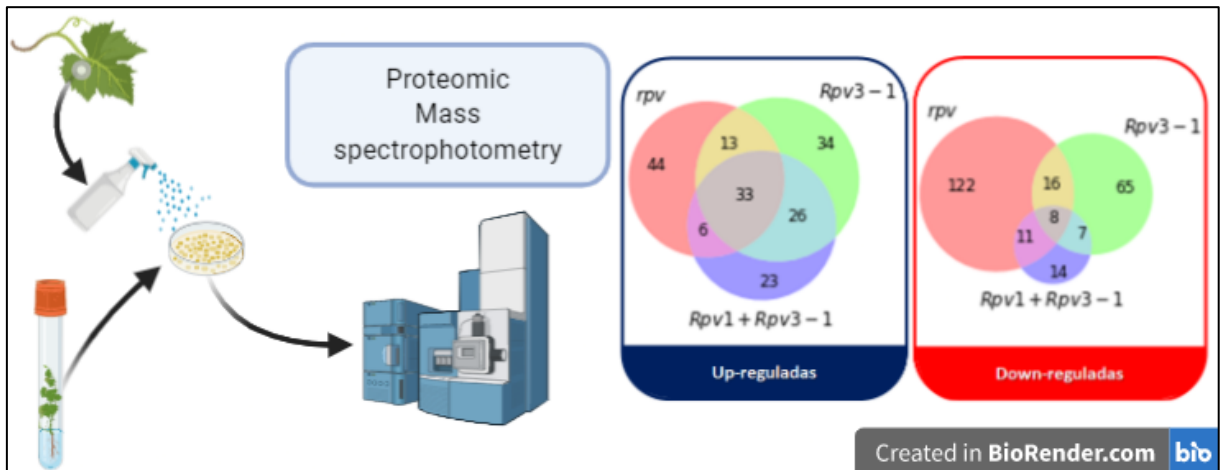 Proteomic
Mass
spectrophotometry
rpv
Rpv3-1
13
34
44
33
26
6
23
Rpv1+Rpv3-1
Up-reguladas
rpv
Rpv3-1
122
16
65
8
11
7
14
Rpv1+Rpv3-1
Down-reguladas
Created in BioRender.com bio